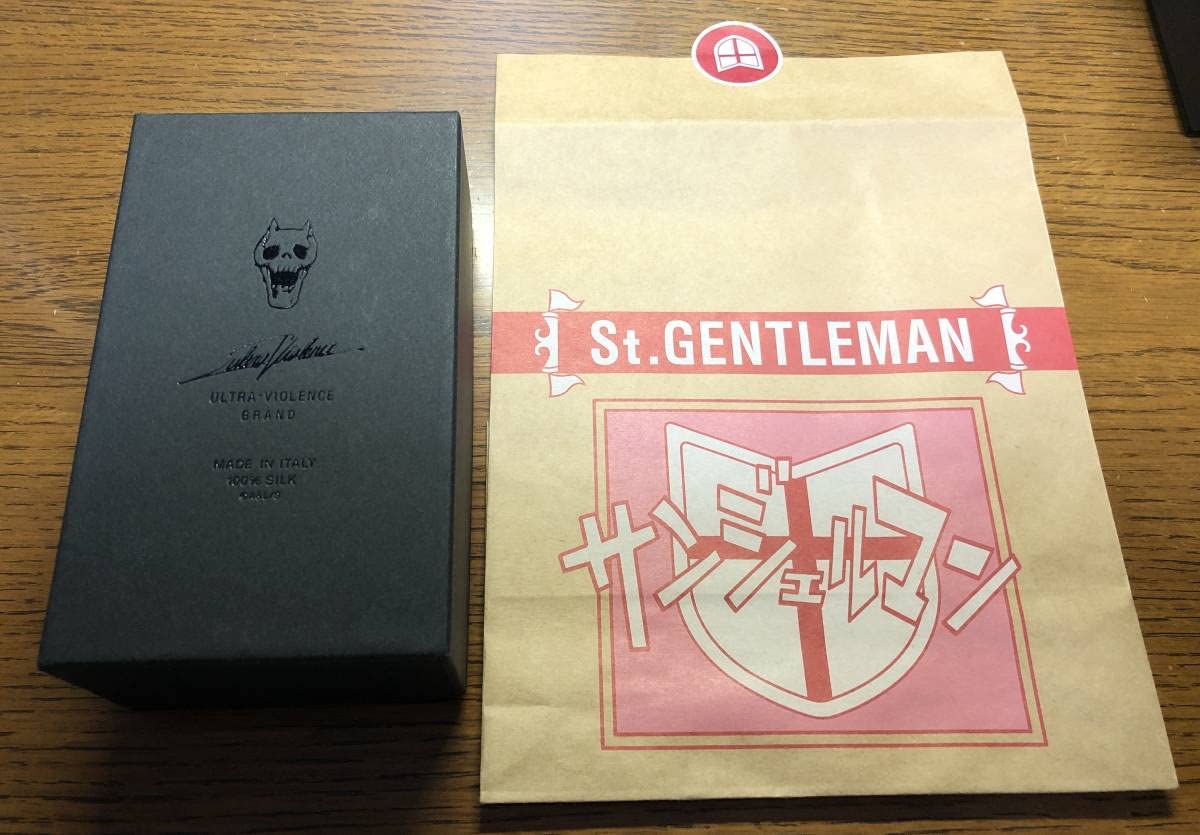 ULTRA-VIOLENCE
BRAND
MADE IN ITALY
100% SILK
St.GENTLEMAN
サンジェルマン